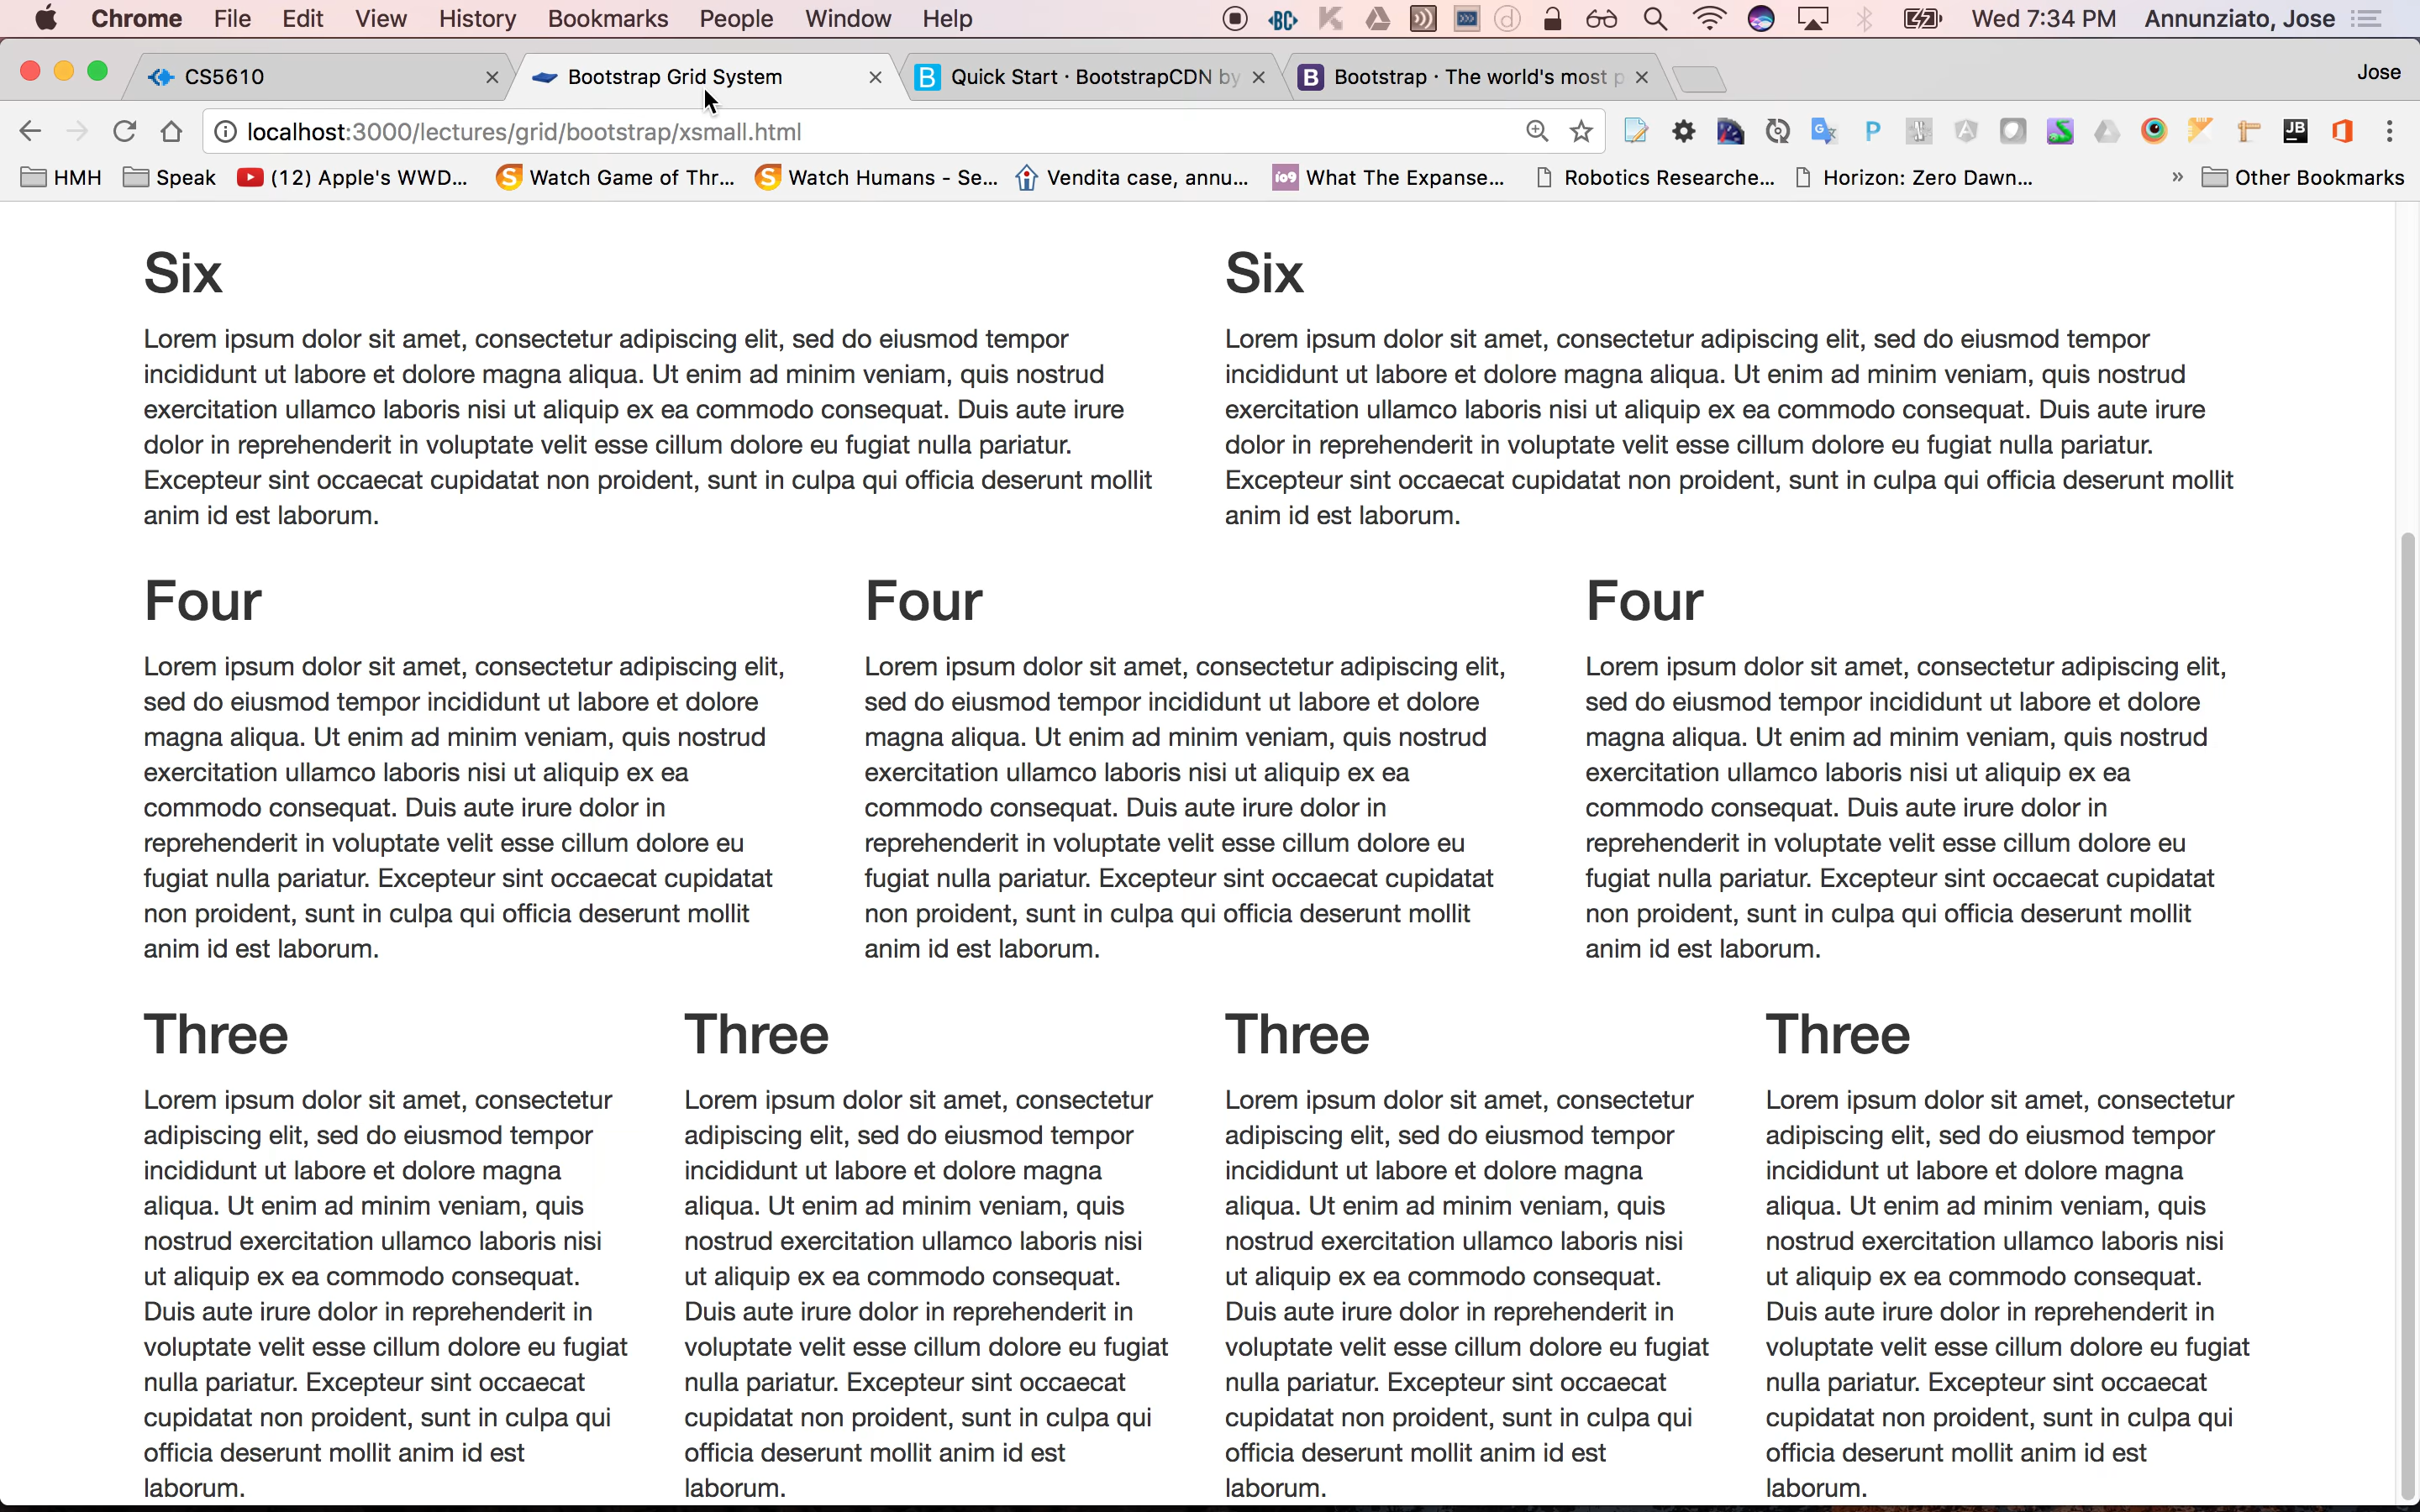 Chrome File Edit View History Bookmarks People Window Help Wed 7:34 PM Annunziato, Jose
CS5610 Bootstrap Grid System Quick Start · BootstrapCDN by Bootstrap · The world's most p Jose
localhost:3000/lectures/grid/bootstrap/xsmall.html
HMH Speak (12) Apple's WWD... Watch Game of Thr... Watch Humans - Se... Vendita case, annu... What The Expanse... Robotics Researche... Horizon: Zero Dawn... » Other Bookmarks
Six
Lorem ipsum dolor sit amet, consectetur adipiscing elit, sed do eiusmod tempor
incididunt ut labore et dolore magna aliqua. Ut enim ad minim veniam, quis nostrud
exercitation ullamco laboris nisi ut aliquip ex ea commodo consequat. Duis aute irure
dolor in reprehenderit in voluptate velit esse cillum dolore eu fugiat nulla pariatur.
Excepteur sint occaecat cupidatat non proident, sunt in culpa qui officia deserunt mollit
anim id est laborum.
Six
Lorem ipsum dolor sit amet, consectetur adipiscing elit, sed do eiusmod tempor
incididunt ut labore et dolore magna aliqua. Ut enim ad minim veniam, quis nostrud
exercitation ullamco laboris nisi ut aliquip ex ea commodo consequat. Duis aute irure
dolor in reprehenderit in voluptate velit esse cillum dolore eu fugiat nulla pariatur.
Excepteur sint occaecat cupidatat non proident, sunt in culpa qui officia deserunt mollit
anim id est laborum.
Four
Lorem ipsum dolor sit amet, consectetur adipiscing elit,
sed do eiusmod tempor incididunt ut labore et dolore
magna aliqua. Ut enim ad minim veniam, quis nostrud
exercitation ullamco laboris nisi ut aliquip ex ea
commodo consequat. Duis aute irure dolor in
reprehenderit in voluptate velit esse cillum dolore eu
fugiat nulla pariatur. Excepteur sint occaecat cupidatat
non proident, sunt in culpa qui officia deserunt mollit
anim id est laborum.
Four
Lorem ipsum dolor sit amet, consectetur adipiscing elit,
sed do eiusmod tempor incididunt ut labore et dolore
magna aliqua. Ut enim ad minim veniam, quis nostrud
exercitation ullamco laboris nisi ut aliquip ex ea
commodo consequat. Duis aute irure dolor in
reprehenderit in voluptate velit esse cillum dolore eu
fugiat nulla pariatur. Excepteur sint occaecat cupidatat
non proident, sunt in culpa qui officia deserunt mollit
anim id est laborum.
Four
Lorem ipsum dolor sit amet, consectetur adipiscing elit,
sed do eiusmod tempor incididunt ut labore et dolore
magna aliqua. Ut enim ad minim veniam, quis nostrud
exercitation ullamco laboris nisi ut aliquip ex ea
commodo consequat. Duis aute irure dolor in
reprehenderit in voluptate velit esse cillum dolore eu
fugiat nulla pariatur. Excepteur sint occaecat cupidatat
non proident, sunt in culpa qui officia deserunt mollit
anim id est laborum.
Three
Lorem ipsum dolor sit amet, consectetur
adipiscing elit, sed do eiusmod tempor
incididunt ut labore et dolore magna
aliqua. Ut enim ad minim veniam, quis
nostrud exercitation ullamco laboris nisi
ut aliquip ex ea commodo consequat.
Duis aute irure dolor in reprehenderit in
voluptate velit esse cillum dolore eu fugiat
nulla pariatur. Excepteur sint occaecat
cupidatat non proident, sunt in culpa qui
officia deserunt mollit anim id est
laborum.
Three
Lorem ipsum dolor sit amet, consectetur
adipiscing elit, sed do eiusmod tempor
incididunt ut labore et dolore magna
aliqua. Ut enim ad minim veniam, quis
nostrud exercitation ullamco laboris nisi
ut aliquip ex ea commodo consequat.
Duis aute irure dolor in reprehenderit in
voluptate velit esse cillum dolore eu fugiat
nulla pariatur. Excepteur sint occaecat
cupidatat non proident, sunt in culpa qui
officia deserunt mollit anim id est
laborum.
Three
Lorem ipsum dolor sit amet, consectetur
adipiscing elit, sed do eiusmod tempor
incididunt ut labore et dolore magna
aliqua. Ut enim ad minim veniam, quis
nostrud exercitation ullamco laboris nisi
ut aliquip ex ea commodo consequat.
Duis aute irure dolor in reprehenderit in
voluptate velit esse cillum dolore eu fugiat
nulla pariatur. Excepteur sint occaecat
cupidatat non proident, sunt in culpa qui
officia deserunt mollit anim id est
laborum.
Three
Lorem ipsum dolor sit amet, consectetur
adipiscing elit, sed do eiusmod tempor
incididunt ut labore et dolore magna
aliqua. Ut enim ad minim veniam, quis
nostrud exercitation ullamco laboris nisi
ut aliquip ex ea commodo consequat.
Duis aute irure dolor in reprehenderit in
voluptate velit esse cillum dolore eu fugiat
nulla pariatur. Excepteur sint occaecat
cupidatat non proident, sunt in culpa qui
officia deserunt mollit anim id est
laborum.